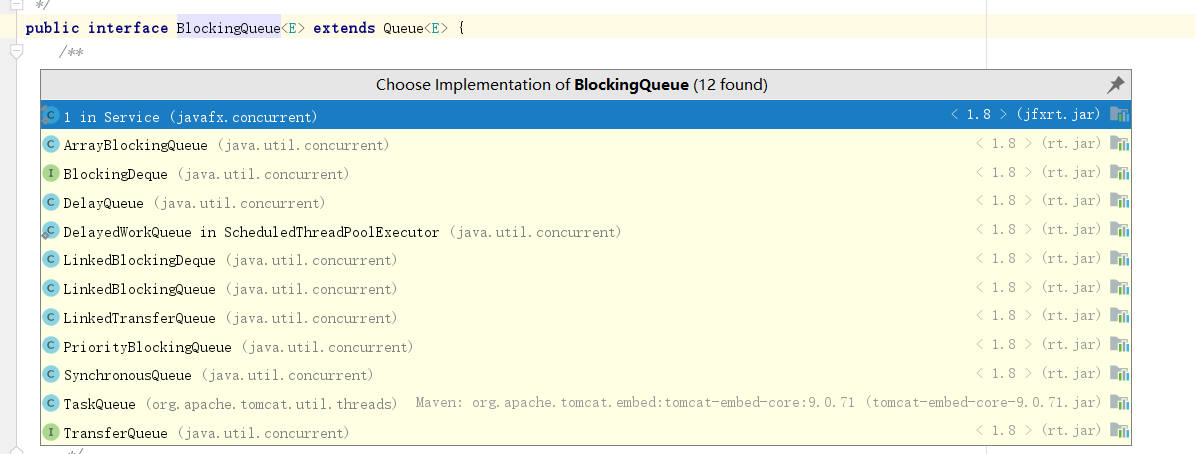 */
public interface BlockingQueue<E> extends Queue<E> {
/**
Choose Implementation of BlockingQueue (12 found)
1 in Service (javafx.concurrent) < 1.8 > (jfxrt.jar)
ArrayBlockingQueue (java.util.concurrent) < 1.8 > (rt.jar)
BlockingDeque (java.util.concurrent) < 1.8 > (rt.jar)
DelayQueue (java.util.concurrent) < 1.8 > (rt.jar)
DelayedWorkQueue in ScheduledThreadPoolExecutor (java.util.concurrent) < 1.8 > (rt.jar)
LinkedBlockingDeque (java.util.concurrent) < 1.8 > (rt.jar)
LinkedBlockingQueue (java.util.concurrent) < 1.8 > (rt.jar)
LinkedTransferQueue (java.util.concurrent) < 1.8 > (rt.jar)
PriorityBlockingQueue (java.util.concurrent) < 1.8 > (rt.jar)
SynchronousQueue (java.util.concurrent) < 1.8 > (rt.jar)
TaskQueue (org.apache.tomcat.util.threads) Maven: org.apache.tomcat.embed:tomcat-embed-core:9.0.71 (tomcat-embed-core-9.0.71.jar)
TransferQueue (java.util.concurrent) < 1.8 > (rt.jar)
*/